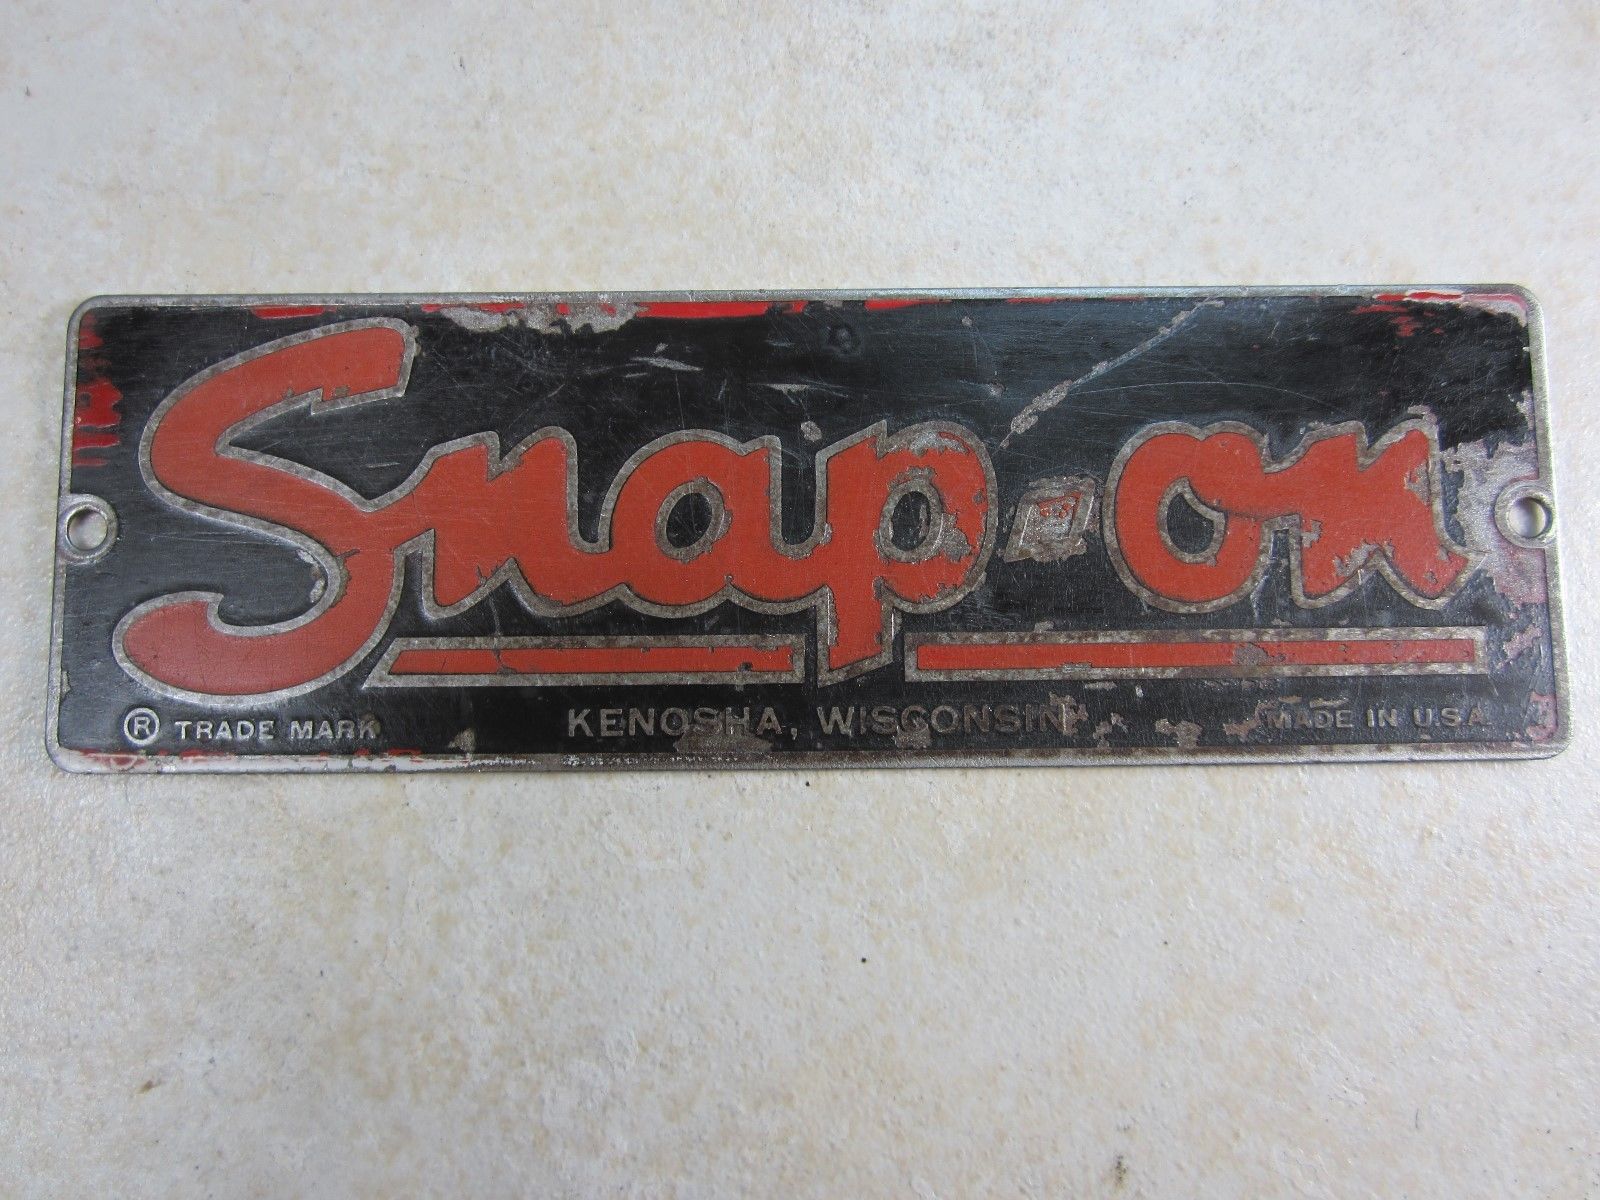 Snap-on
® TRADE MARK KENOSHA, WISCONSIN MADE IN U.S.A.